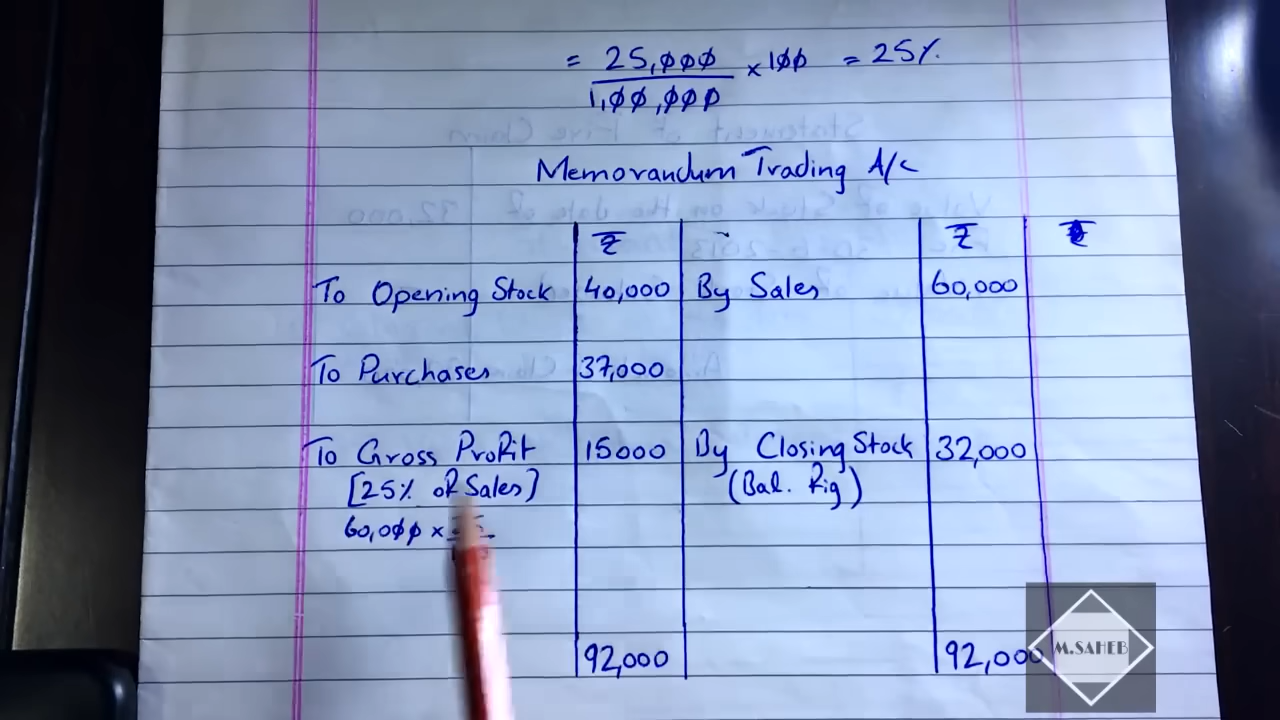 = 25,000 × 100 = 25%
1,00,000
Memorandum Trading A/c
₹ ₹ ₹
To Opening Stock 40,000 By Sales 60,000
To Purchases 37,000
To Gross Profit 15000 By Closing Stock 32,000
[25% of Sales] (Bal. Fig)
60,000 ×
92,000 92,000
M.SAHEB